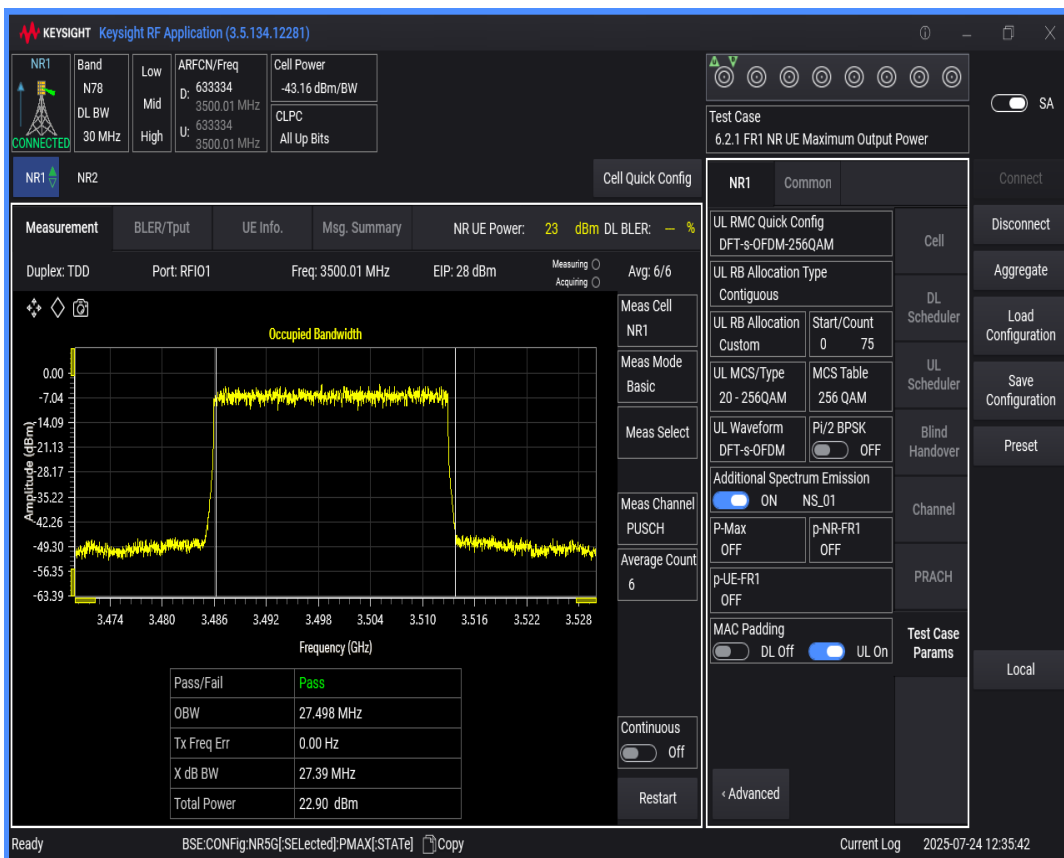 KEYSIGHT Keysight RF Application (3.5.134.12281)
NR1
CONNECTED
Band
N78
DL BW
30 MHz
Low
Mid
High
ARFCN/Freq
D: 633334
3500.01 MHz
U: 633334
3500.01 MHz
Cell Power
-43.16 dBm/BW
CLPC
All Up Bits
Test Case
6.2.1 FR1 NR UE Maximum Output Power
SA
NR1 NR2
Cell Quick Config
Measurement BLER/Tput UE Info. Msg. Summary NR UE Power: 23 dBm DL BLER: -- %
Duplex: TDD Port: RFIO1 Freq: 3500.01 MHz EIP: 28 dBm Measuring Acquiring Avg: 6/6
Occupied Bandwidth
Amplitude (dBm)
0.00
-7.04
-14.09
-21.13
-28.17
-35.22
-42.26
-49.30
-56.35
-63.39
3.474 3.480 3.486 3.492 3.498 3.504 3.510 3.516 3.522 3.528
Frequency (GHz)
Pass/Fail Pass
OBW 27.498 MHz
Tx Freq Err 0.00 Hz
X dB BW 27.39 MHz
Total Power 22.90 dBm
Meas Cell
NR1
Meas Mode
Basic
Meas Select
Meas Channel
PUSCH
Average Count
6
Continuous
Off
Restart
NR1 Common
UL RMC Quick Config
DFT-s-OFDM-256QAM
UL RB Allocation Type
Contiguous
UL RB Allocation
Custom
Start/Count
0 75
UL MCS/Type
20 - 256QAM
MCS Table
256 QAM
UL Waveform
DFT-s-OFDM
Pi/2 BPSK
OFF
Additional Spectrum Emission
ON NS_01
P-Max
OFF
p-NR-FR1
OFF
p-UE-FR1
OFF
MAC Padding
DL Off UL On
‹ Advanced
Cell
DL
Scheduler
UL
Scheduler
Blind
Handover
Channel
PRACH
Test Case
Params
Connect
Disconnect
Aggregate
Load
Configuration
Save
Configuration
Preset
Local
Ready BSE:CONFig:NR5G[:SELected]:PMAX[:STATe] Copy Current Log 2025-07-24 12:35:42